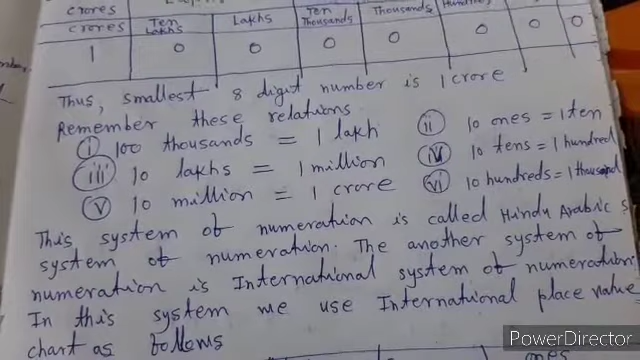 crores
crores Ten Lakhs Lakhs Ten Thousands Thousands
1 0 0 0 0 0 0 0
Thus, smallest 8 digit number is 1 crore
Remember these relations
(i) 100 thousands = 1 lakh (ii) 10 ones = 1 ten
(iii) 10 lakhs = 1 million (iv) 10 tens = 1 hundred
(v) 10 million = 1 crore (vi) 10 hundreds = 1 thousand
This system of numeration is called Hindu Arabic s
system of numeration. The another system of
numeration is International system of numeration
In this system we use International place value
chart as follows
ones
PowerDirector